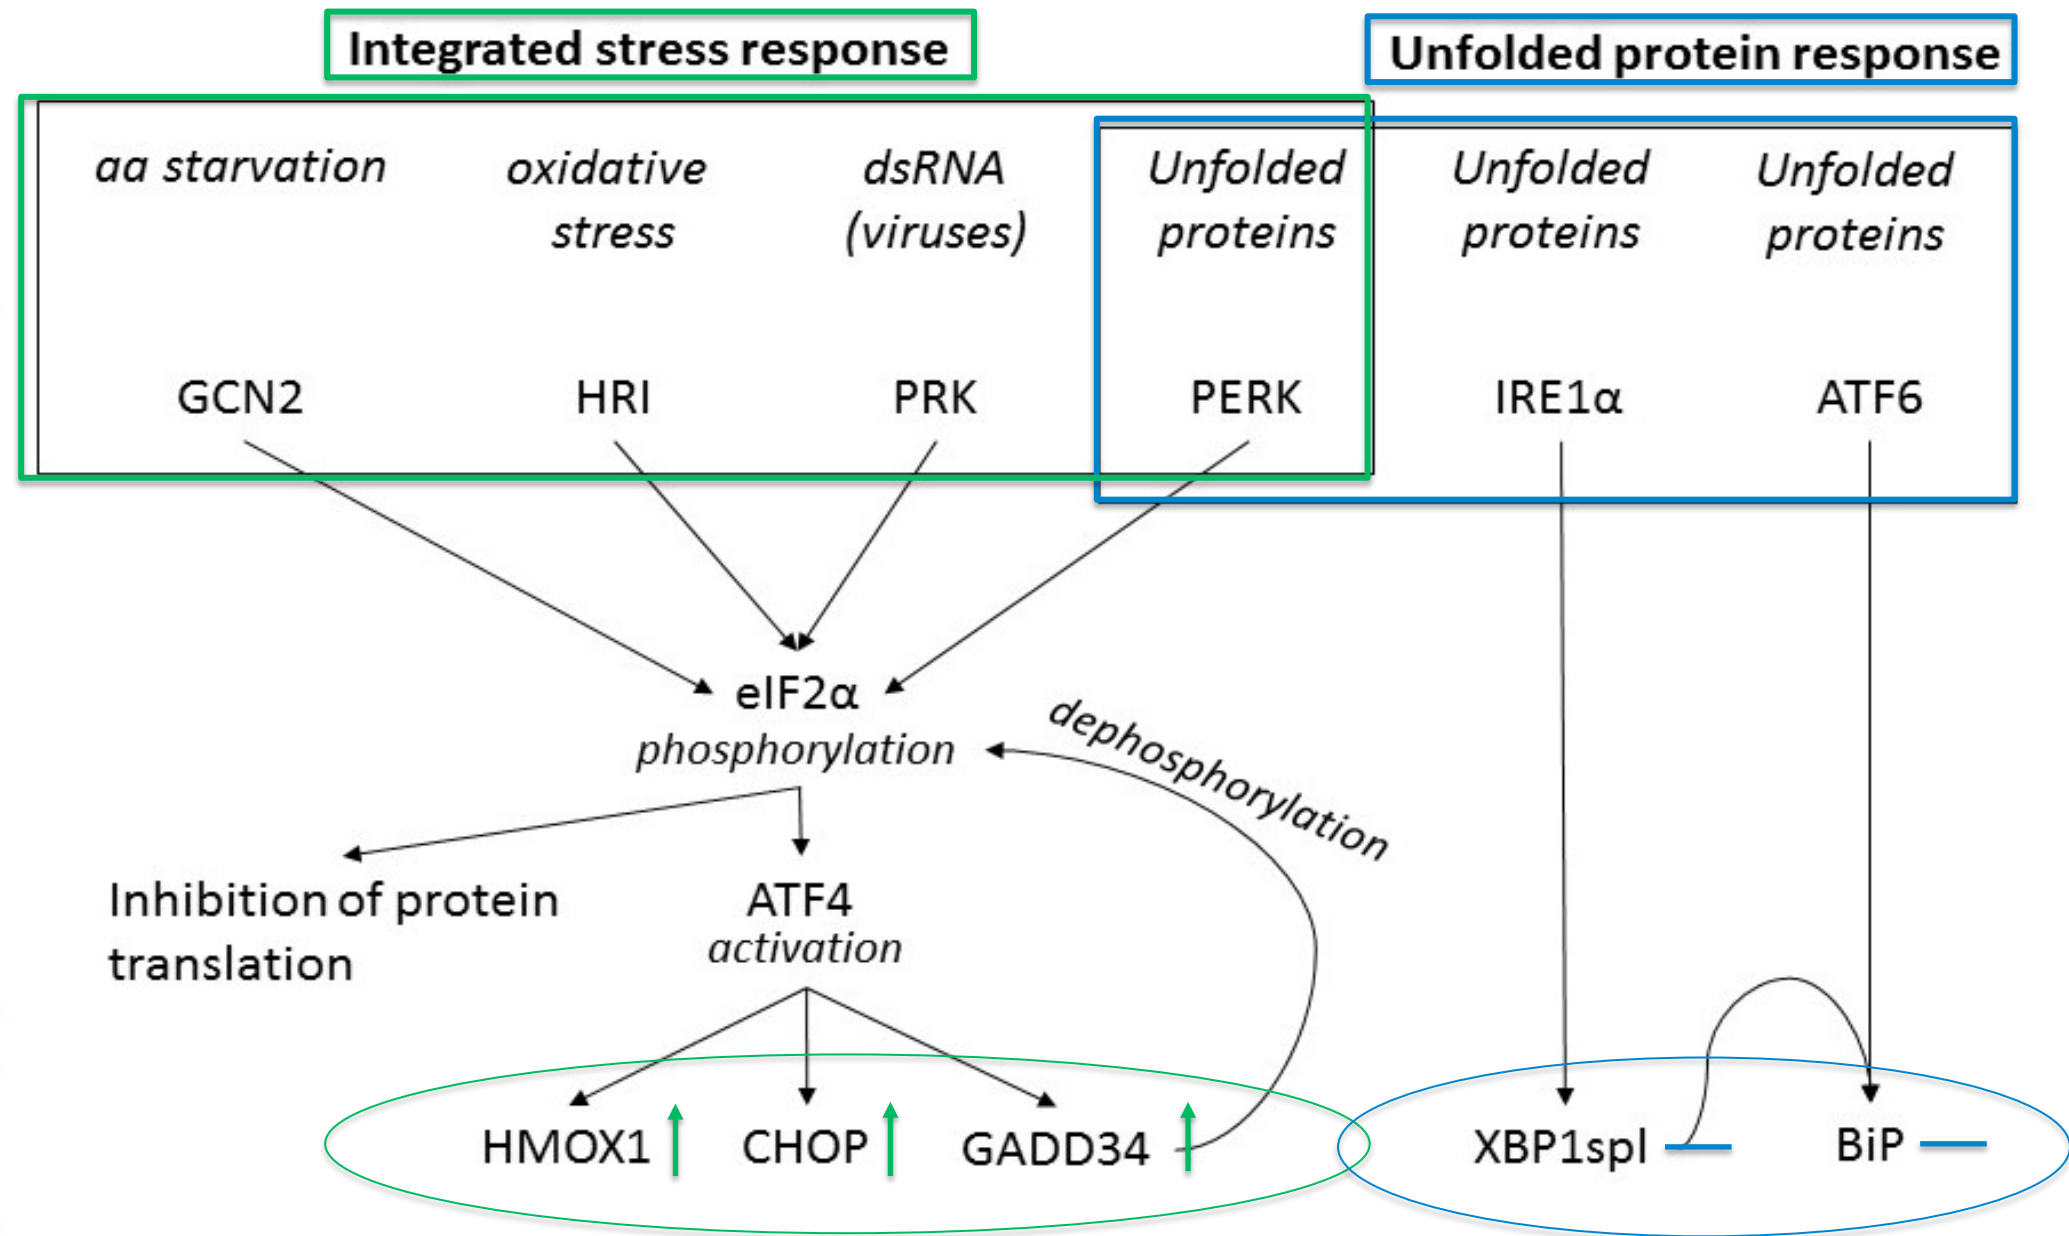 Integrated stress response
Unfolded protein response
aa starvation
oxidative
stress
dsRNA
(viruses)
Unfolded
proteins
Unfolded
proteins
Unfolded
proteins
GCN2
HRI
PRK
PERK
IRE1α
ATF6
eIF2α
phosphorylation
dephosphorylation
Inhibition of protein
translation
ATF4
activation
HMOX1
CHOP
GADD34
XBP1spl
BiP